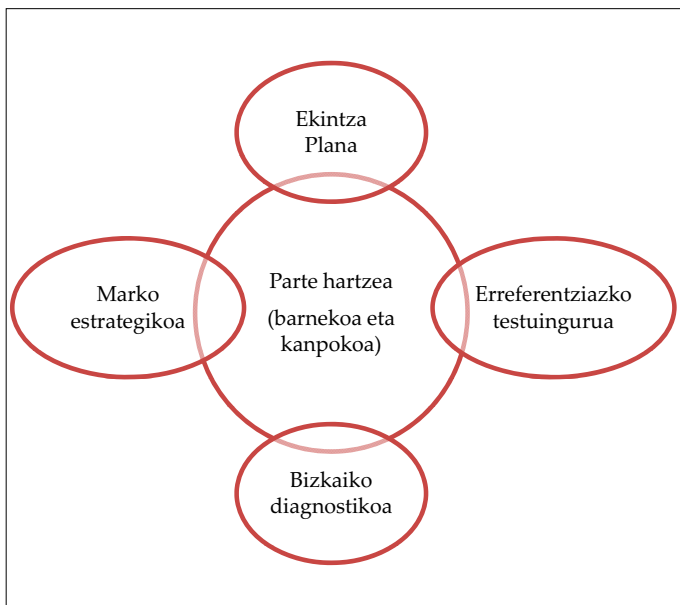 Ekintza
Plana
Marko
estrategikoa
Parte hartzea
(barnekoa eta
kanpokoa)
Erreferentziazko
testuingurua
Bizkaiko
diagnostikoa